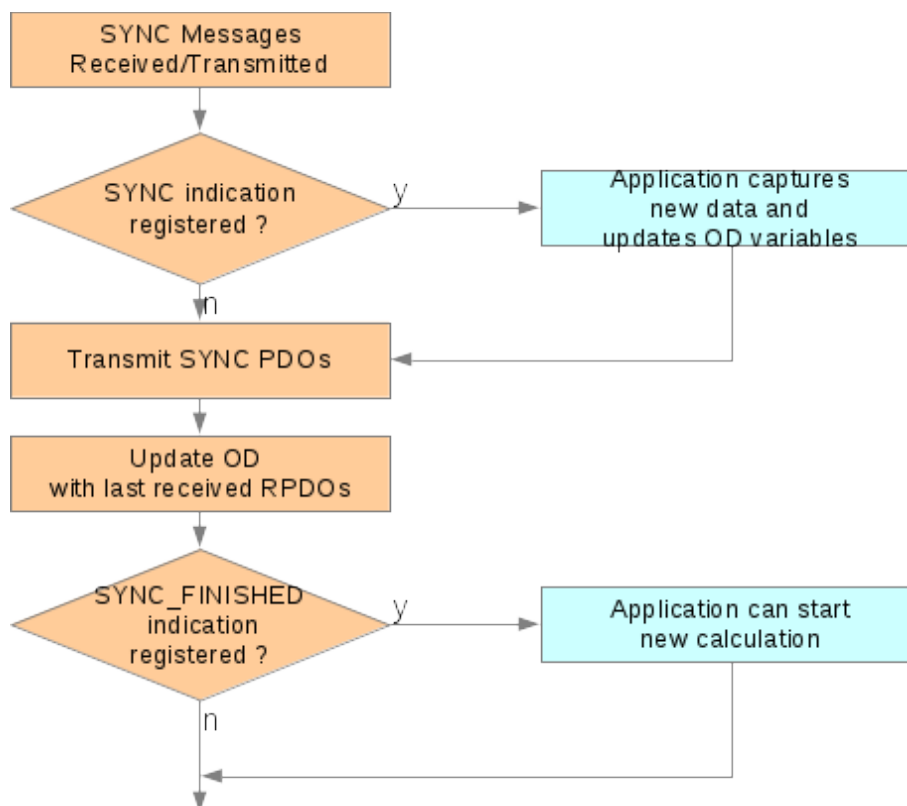 SYNC Messages
Received/Transmitted
SYNC indication
registered ?
y
Application captures
new data and
updates OD variables
n
Transmit SYNC PDOs
Update OD
with last received RPDOs
SYNC_FINISHED
indication
registered ?
y
Application can start
new calculation
n